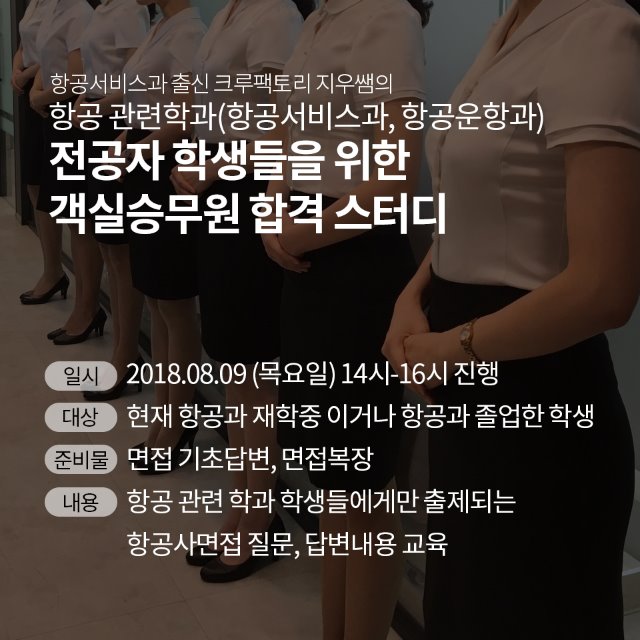 항공서비스과 출신 크루팩토리 지우쌤의
항공 관련학과(항공서비스과, 항공운항과)
전공자 학생들을 위한
객실승무원 합격 스터디
일시 2018.08.09 (목요일) 14시-16시 진행
대상 현재 항공과 재학중 이거나 항공과 졸업한 학생
준비물 면접 기초답변, 면접복장
내용 항공 관련 학과 학생들에게만 출제되는
항공사면접 질문, 답변내용 교육